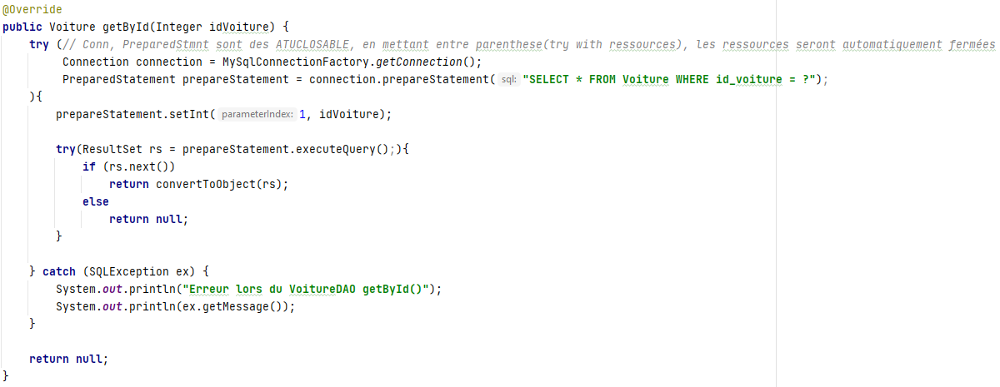 @Override
public Voiture getById(Integer idVoiture) {
    try (// Conn, PreparedStmnt sont des ATUCLOSABLE, en mettant entre parenthese(try with ressources), les ressources seront automatiquement fermées
         Connection connection = MySqlConnectionFactory.getConnection();
         PreparedStatement prepareStatement = connection.prepareStatement( sql: "SELECT * FROM Voiture WHERE id_voiture = ?");
    ){
        prepareStatement.setInt( parameterIndex: 1, idVoiture);
        try(ResultSet rs = prepareStatement.executeQuery();){
            if (rs.next())
                return convertToObject(rs);
            else
                return null;
        }
    } catch (SQLException ex) {
        System.out.println("Erreur lors du VoitureDAO getById()");
        System.out.println(ex.getMessage());
    }
    return null;
}